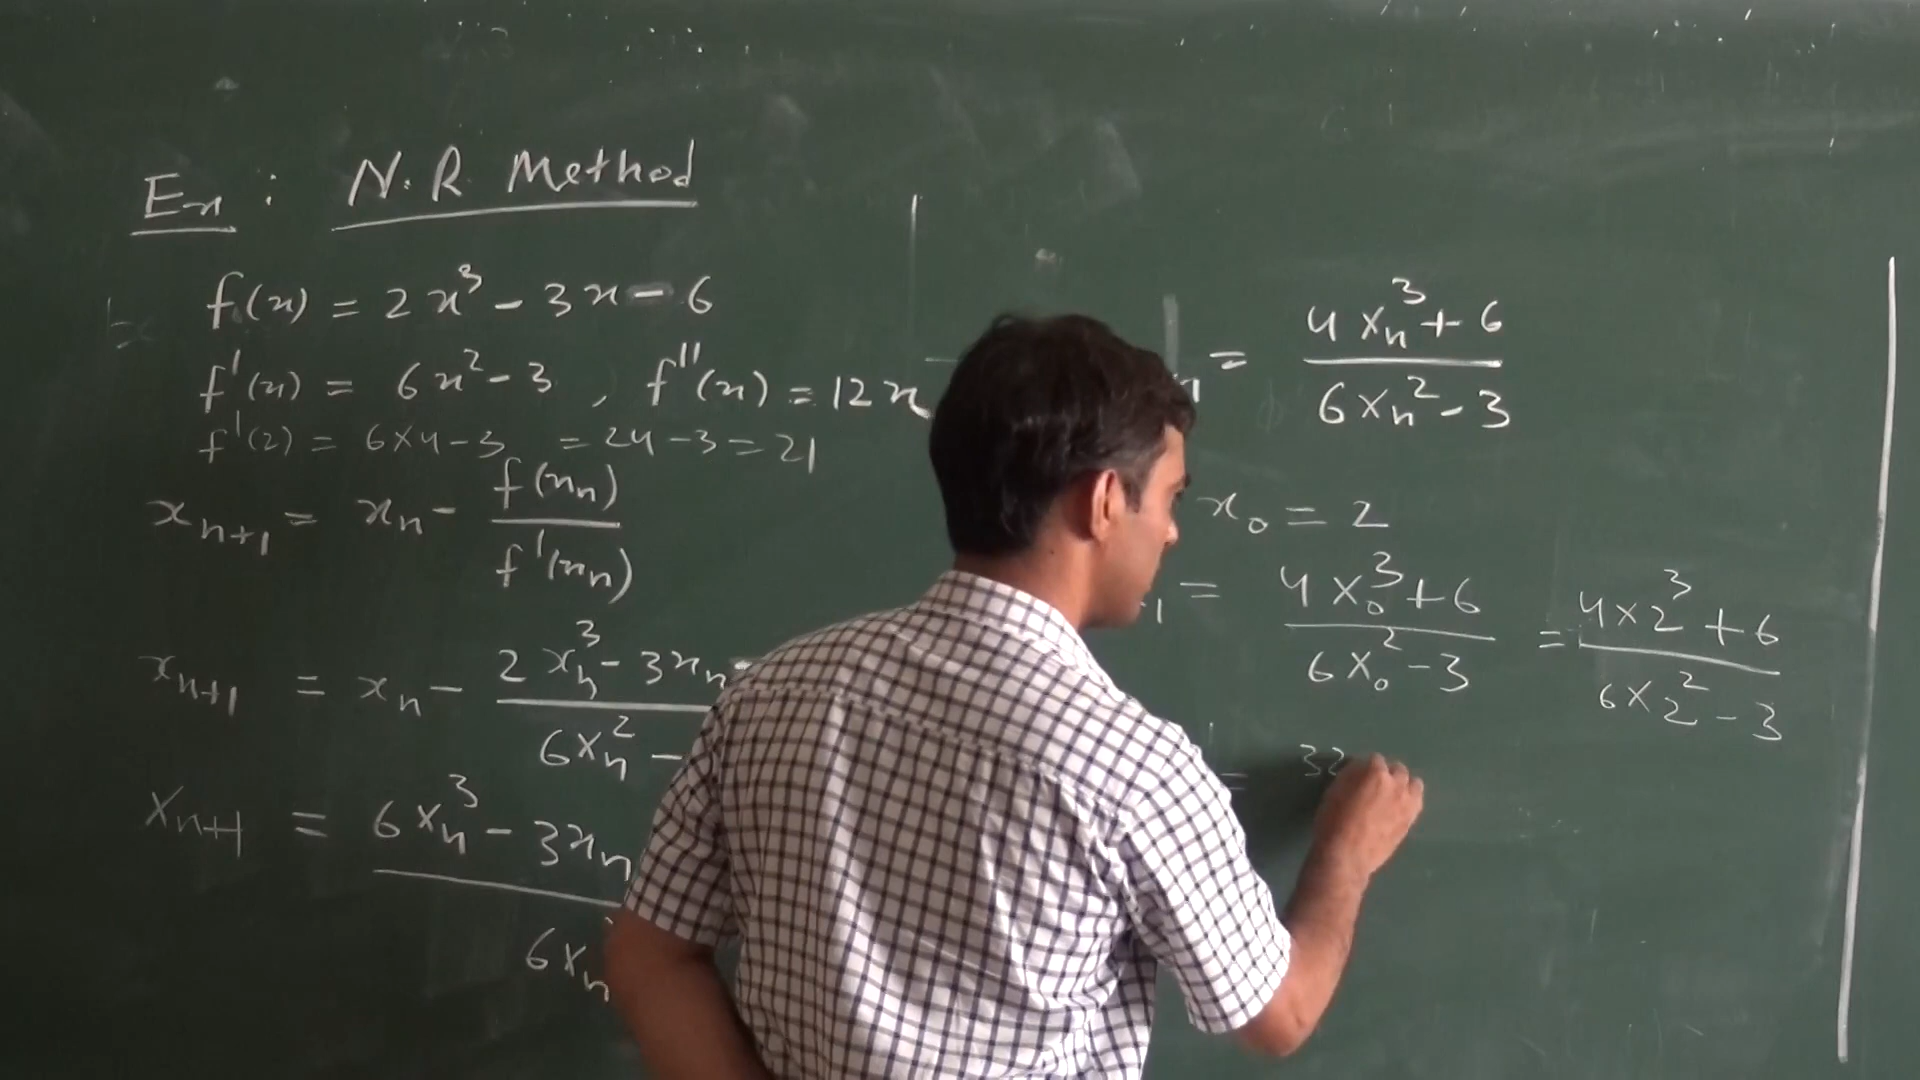 Ex : N.R Method
f(x) = 2x³ - 3x - 6
f'(x) = 6x² - 3 , f''(x) = 12x
f'(2) = 6×4-3 = 24-3 = 21
xₙ₊₁ = xₙ - f(xₙ) / f'(xₙ)
xₙ₊₁ = xₙ - 2xₙ³ - 3xₙ - / 6xₙ² -
xₙ₊₁ = 6xₙ³ - 3xₙ / 6xₙ
= 4xₙ³ + 6 / 6xₙ² - 3
x₀ = 2
1 = 4x₀³ + 6 / 6x₀² - 3 = 4×2³ + 6 / 6×2² - 3
= 32